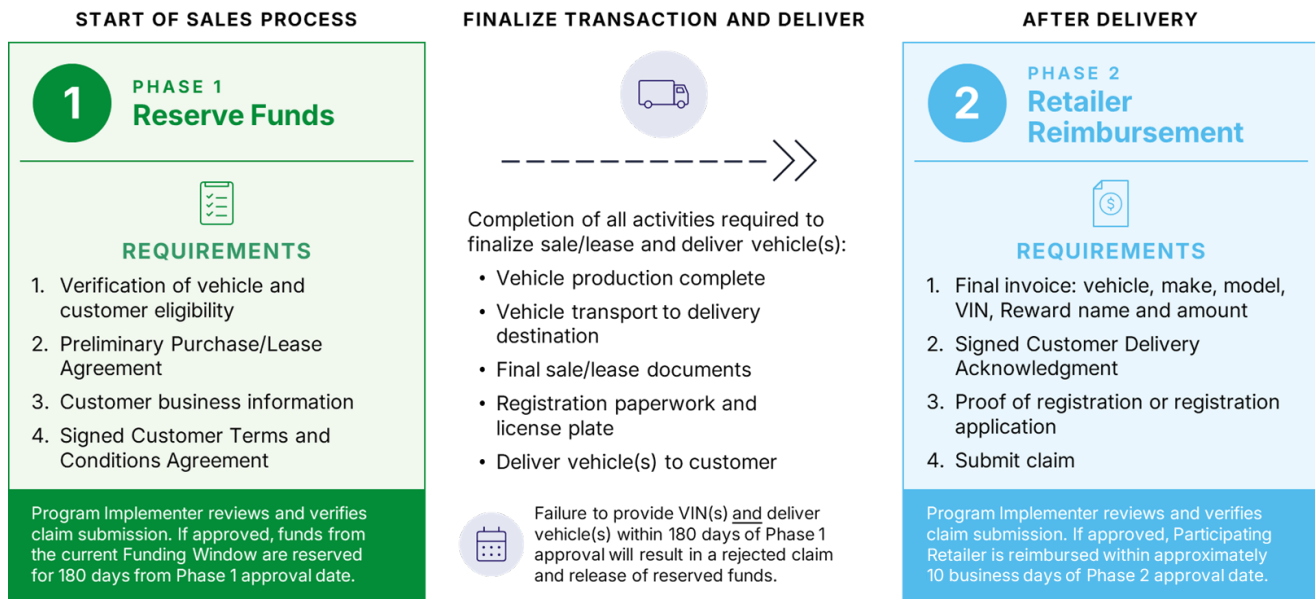 START OF SALES PROCESS
1
PHASE 1
Reserve Funds
REQUIREMENTS
1. Verification of vehicle and
customer eligibility
2. Preliminary Purchase/Lease
Agreement
3. Customer business information
4. Signed Customer Terms and
Conditions Agreement
Program Implementer reviews and verifies
claim submission. If approved, funds from
the current Funding Window are reserved
for 180 days from Phase 1 approval date.
FINALIZE TRANSACTION AND DELIVER
Completion of all activities required to
finalize sale/lease and deliver vehicle(s):
• Vehicle production complete
• Vehicle transport to delivery
destination
• Final sale/lease documents
• Registration paperwork and
license plate
• Deliver vehicle(s) to customer
Failure to provide VIN(s) and deliver
vehicle(s) within 180 days of Phase 1
approval will result in a rejected claim
and release of reserved funds.
AFTER DELIVERY
2
PHASE 2
Retailer
Reimbursement
$
REQUIREMENTS
1. Final invoice: vehicle, make, model,
VIN, Reward name and amount
2. Signed Customer Delivery
Acknowledgment
3. Proof of registration or registration
application
4. Submit claim
Program Implementer reviews and verifies
claim submission. If approved, Participating
Retailer is reimbursed within approximately
10 business days of Phase 2 approval date.